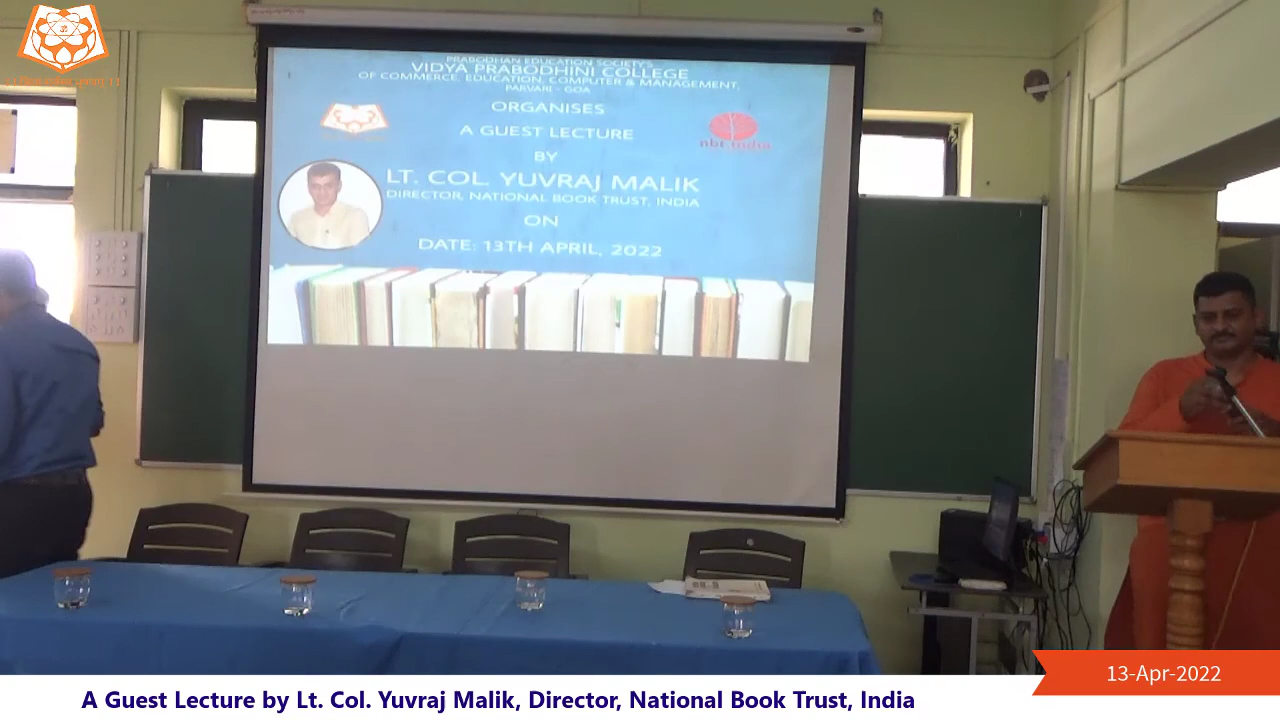 PRABODHAN EDUCATION SOCIETY'S
VIDYA PRABODHINI COLLEGE
OF COMMERCE, EDUCATION, COMPUTER & MANAGEMENT,
PARVARI - GOA
ORGANISES
A GUEST LECTURE
BY
LT. COL. YUVRAJ MALIK
DIRECTOR, NATIONAL BOOK TRUST, INDIA
ON
DATE: 13TH APRIL, 2022
nbt.india
13-Apr-2022
A Guest Lecture by Lt. Col. Yuvraj Malik, Director, National Book Trust, India